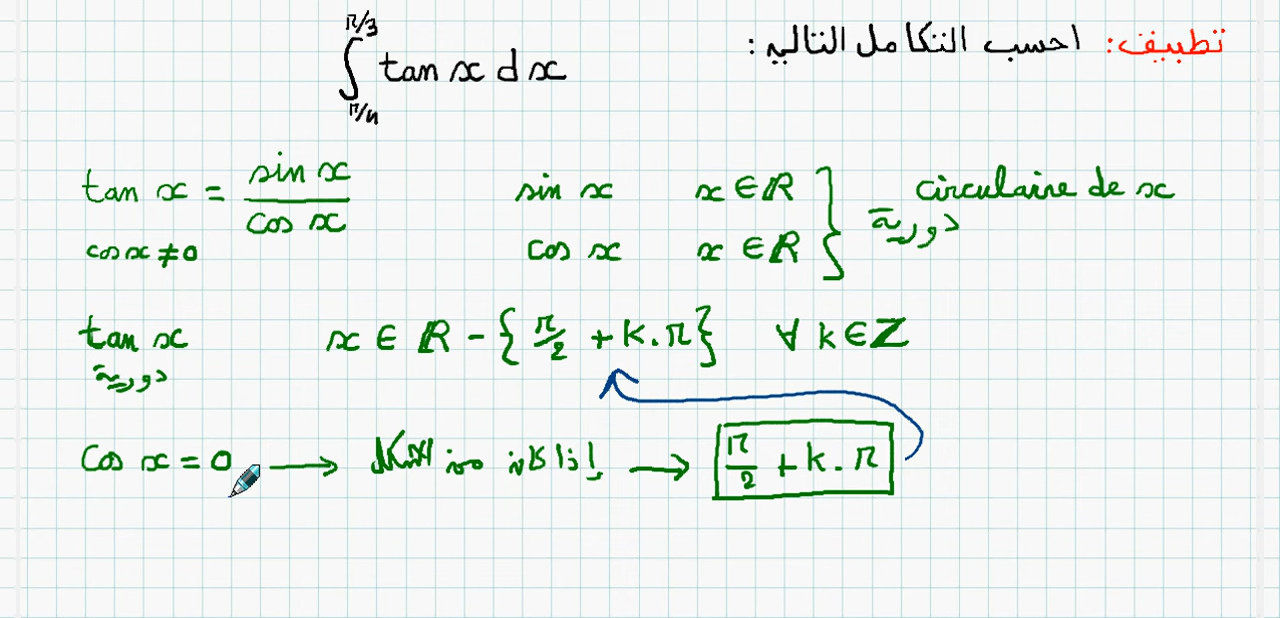 تطبيق: احسب التكامل التالي:
∫_{π/4}^{π/3} tan x dx
tan x = sin x / cos x
cos x ≠ 0
sin x x ∈ ℝ
cos x x ∈ ℝ
circulaire de x
دورية
tan x x ∈ ℝ - {π/2 + k . π} ∀ k ∈ ℤ
دورية
cos x = 0 → إذا كان من الشكل → π/2 + k . π